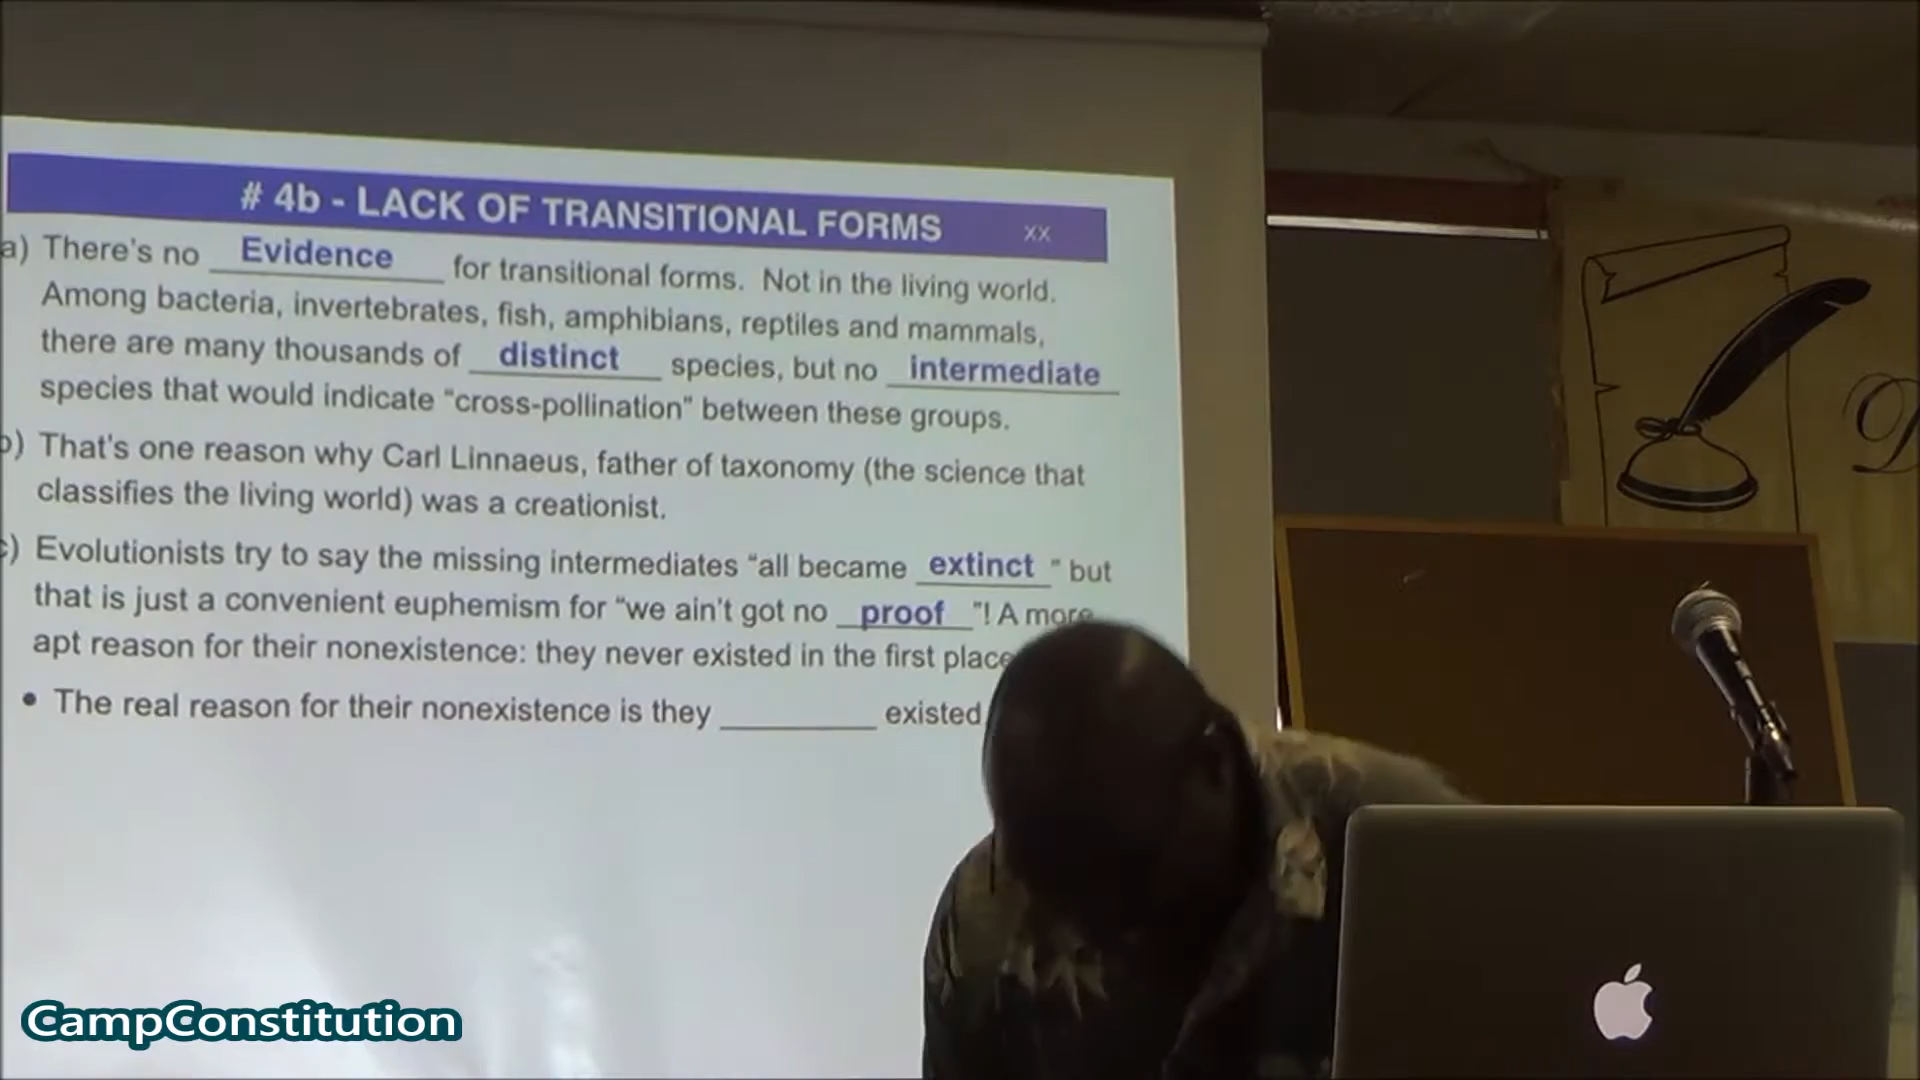 # 4b - LACK OF TRANSITIONAL FORMS xx
a) There's no Evidence for transitional forms. Not in the living world.
Among bacteria, invertebrates, fish, amphibians, reptiles and mammals,
there are many thousands of distinct species, but no intermediate
species that would indicate "cross-pollination" between these groups.
b) That's one reason why Carl Linnaeus, father of taxonomy (the science that
classifies the living world) was a creationist.
c) Evolutionists try to say the missing intermediates "all became extinct" but
that is just a convenient euphemism for "we ain't got no proof"! A more
apt reason for their nonexistence: they never existed in the first place
• The real reason for their nonexistence is they __________ existed
D
CampConstitution